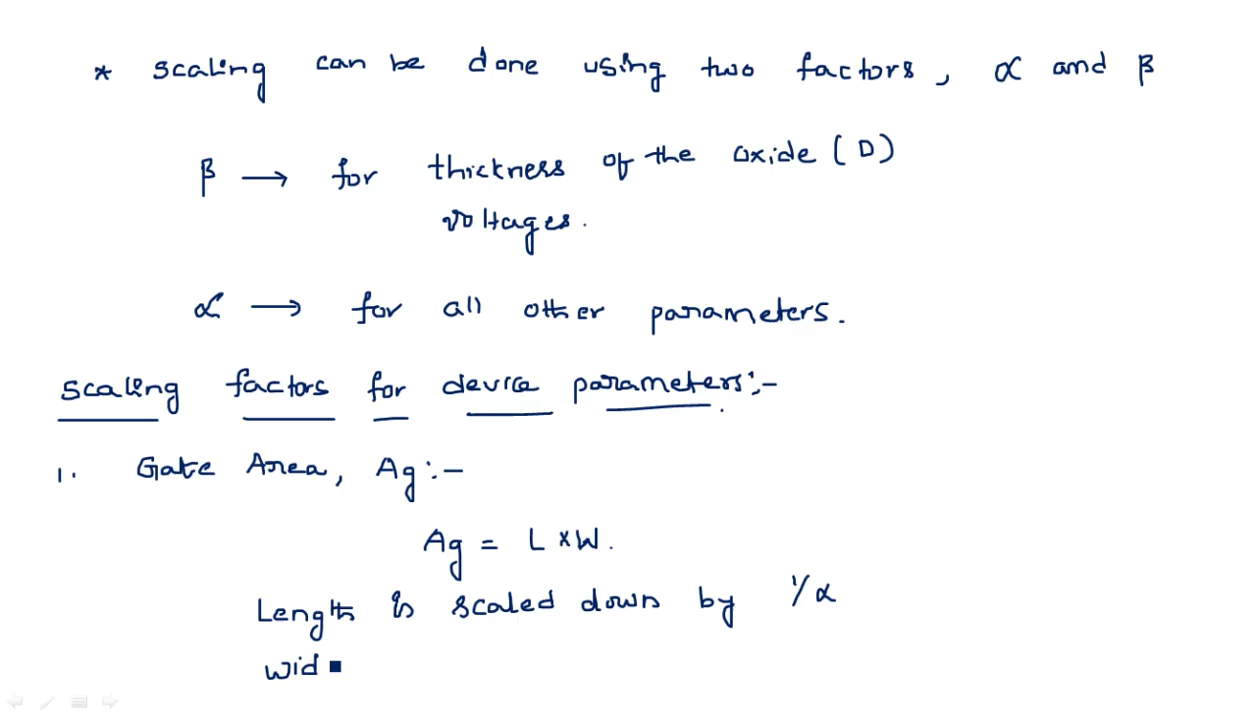 * scaling can be done using two factors, α and β
β → for thickness of the oxide (D)
voltages.
α → for all other parameters.
scaling factors for device parameters:-
1. Gate Area, Ag:-
Ag = L × W.
Length is scaled down by 1/α
wid